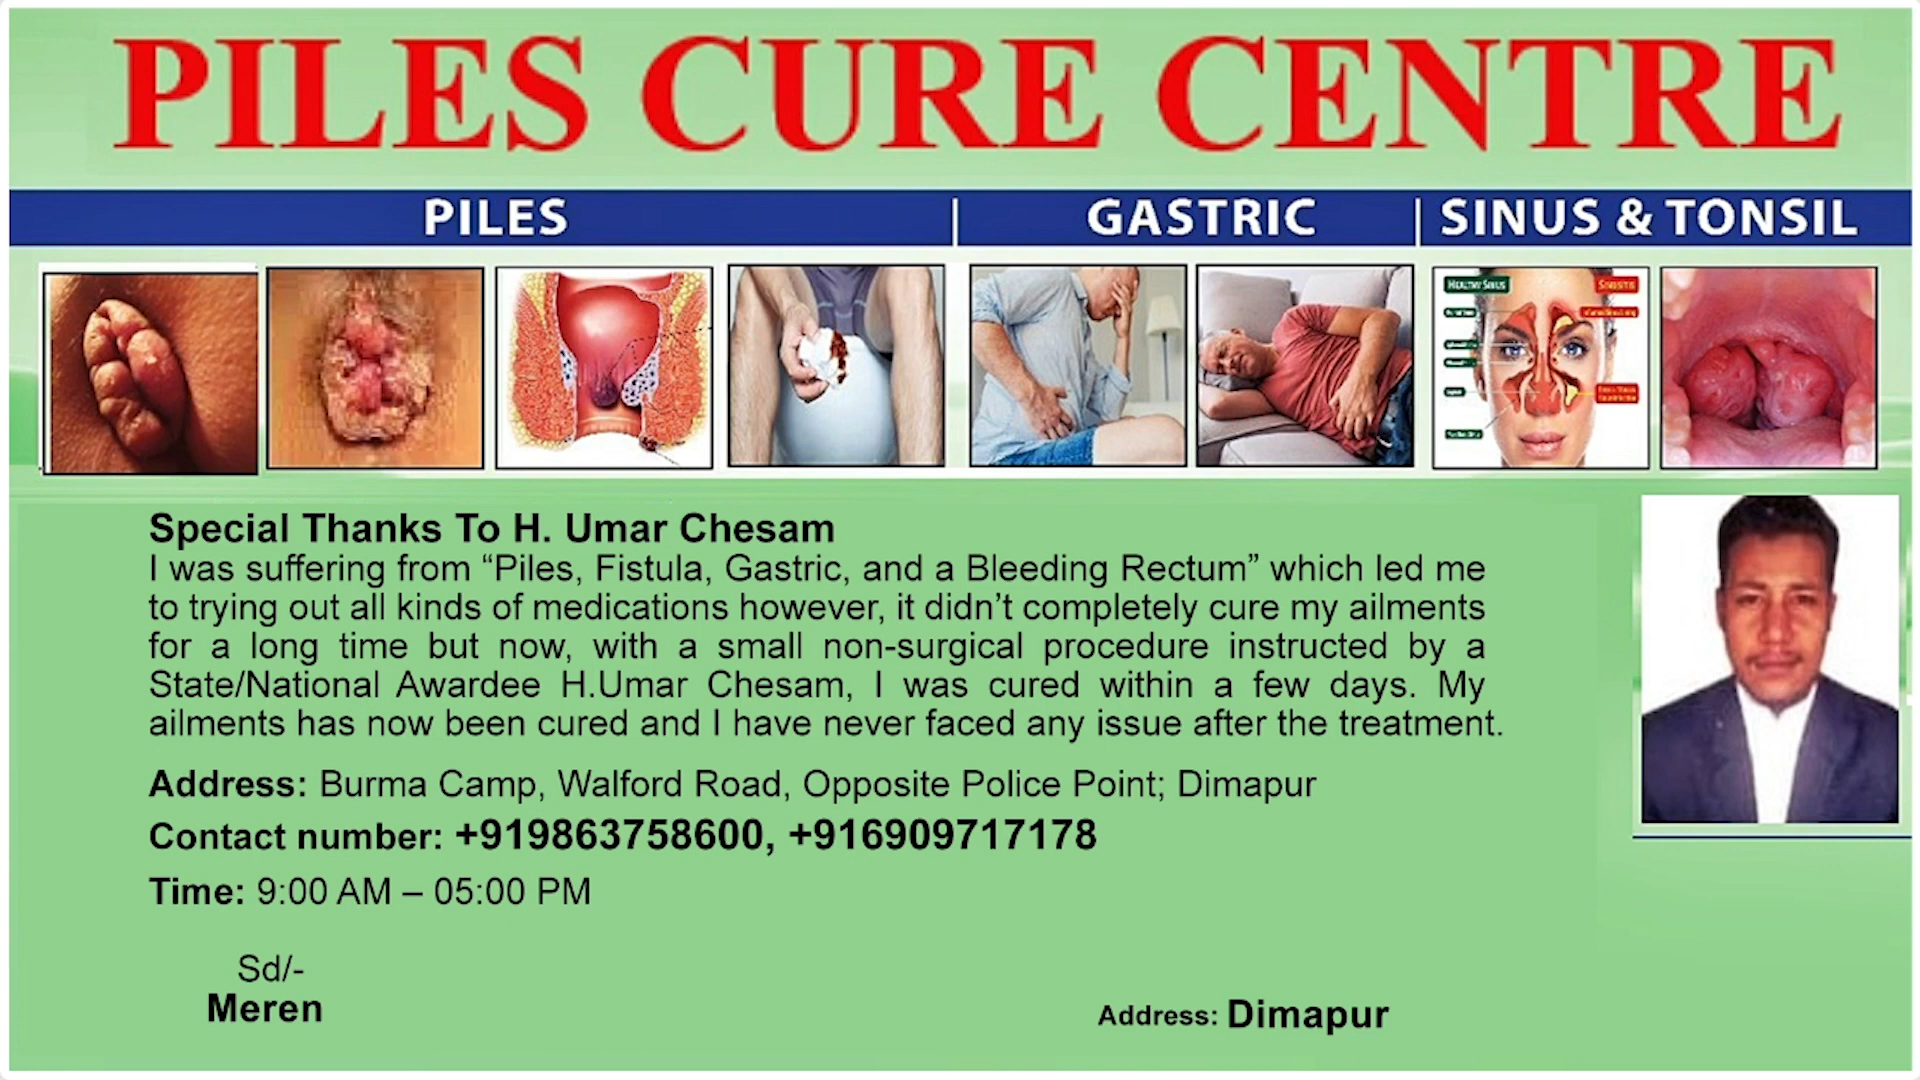 PILES CURE CENTRE
PILES | GASTRIC | SINUS & TONSIL
HEALTHY SINUS
SINUSITIS
Special Thanks To H. Umar Chesam
I was suffering from “Piles, Fistula, Gastric, and a Bleeding Rectum” which led me
to trying out all kinds of medications however, it didn’t completely cure my ailments
for a long time but now, with a small non-surgical procedure instructed by a
State/National Awardee H.Umar Chesam, I was cured within a few days. My
ailments has now been cured and I have never faced any issue after the treatment.
Address: Burma Camp, Walford Road, Opposite Police Point; Dimapur
Contact number: +919863758600, +916909717178
Time: 9:00 AM – 05:00 PM
Sd/-
Meren
Address: Dimapur